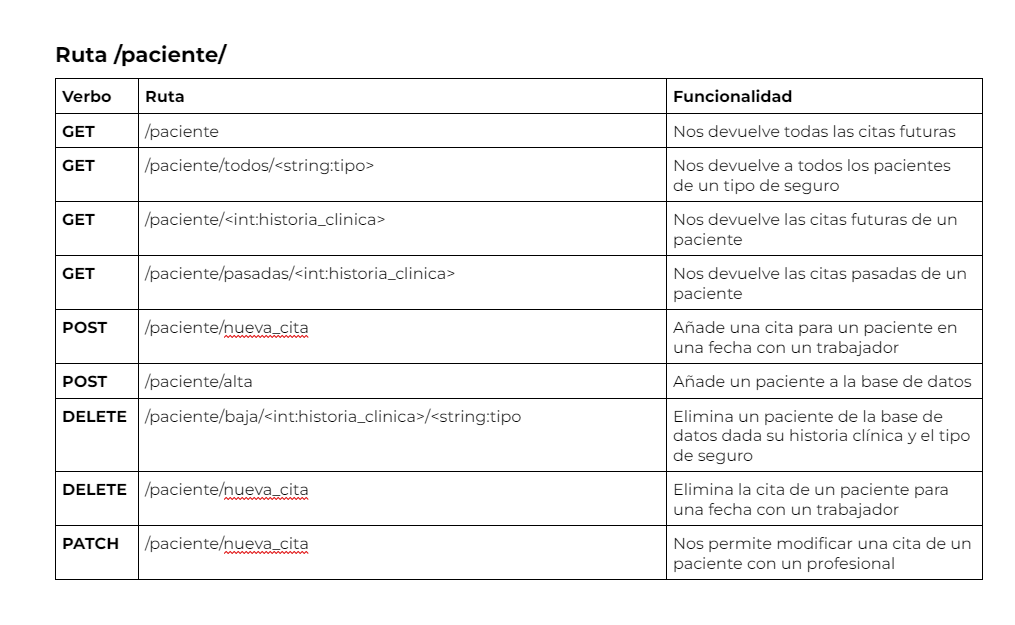 Ruta /paciente/
Verbo Ruta Funcionalidad
GET /paciente Nos devuelve todas las citas futuras
GET /paciente/todos/<string:tipo> Nos devuelve a todos los pacientes
de un tipo de seguro
GET /paciente/<int:historia_clinica> Nos devuelve las citas futuras de un
paciente
GET /paciente/pasadas/<int:historia_clinica> Nos devuelve las citas pasadas de un
paciente
POST /paciente/nueva_cita Añade una cita para un paciente en
una fecha con un trabajador
POST /paciente/alta Añade un paciente a la base de datos
DELETE /paciente/baja/<int:historia_clinica>/<string:tipo Elimina un paciente de la base de
datos dada su historia clínica y el tipo
de seguro
DELETE /paciente/nueva_cita Elimina la cita de un paciente para
una fecha con un trabajador
PATCH /paciente/nueva_cita Nos permite modificar una cita de un
paciente con un profesional